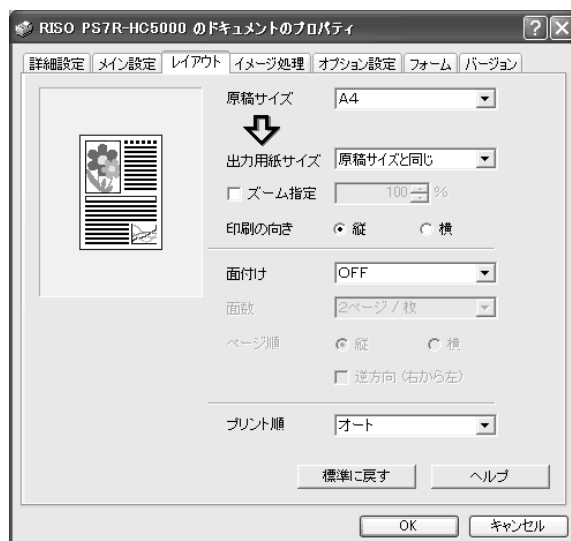 RISO PS7R-HC5000 のドキュメントのプロパティ
詳細設定 メイン設定 レイアウト イメージ処理 オプション設定 フォーム バージョン
原稿サイズ A4
出力用紙サイズ 原稿サイズと同じ
ズーム指定 100 %
印刷の向き 縦 横
面付け OFF
面数 2ページ / 枚
ページ順 縦 横
逆方向 (右から左)
プリント順 オート
標準に戻す ヘルプ
OK キャンセル